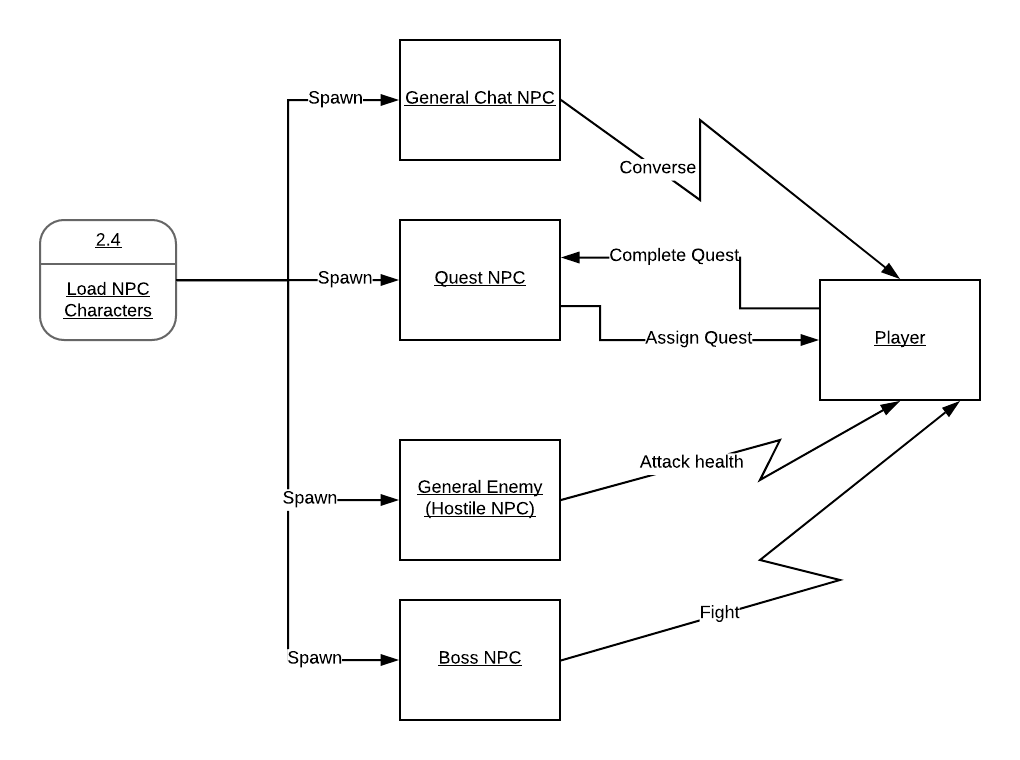 2.4
Load NPC
Characters
Spawn
General Chat NPC
Converse
Spawn
Quest NPC
Complete Quest
Assign Quest
Player
Spawn
General Enemy
(Hostile NPC)
Attack health
Spawn
Boss NPC
Fight